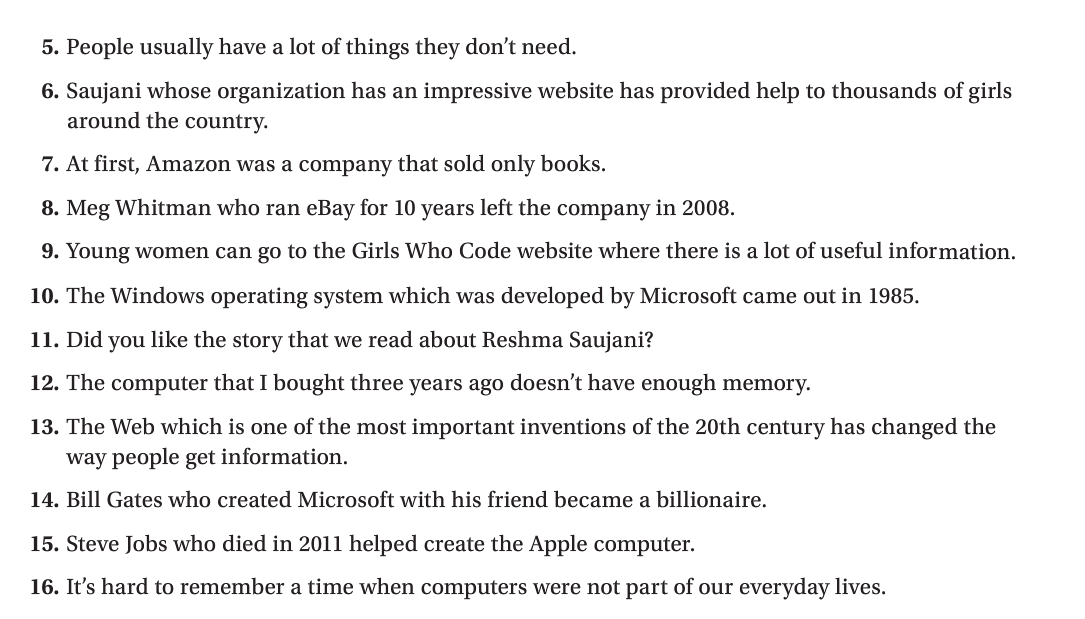 5. People usually have a lot of things they don’t need.
6. Saujani whose organization has an impressive website has provided help to thousands of girls
around the country.
7. At first, Amazon was a company that sold only books.
8. Meg Whitman who ran eBay for 10 years left the company in 2008.
9. Young women can go to the Girls Who Code website where there is a lot of useful information.
10. The Windows operating system which was developed by Microsoft came out in 1985.
11. Did you like the story that we read about Reshma Saujani?
12. The computer that I bought three years ago doesn’t have enough memory.
13. The Web which is one of the most important inventions of the 20th century has changed the
way people get information.
14. Bill Gates who created Microsoft with his friend became a billionaire.
15. Steve Jobs who died in 2011 helped create the Apple computer.
16. It’s hard to remember a time when computers were not part of our everyday lives.